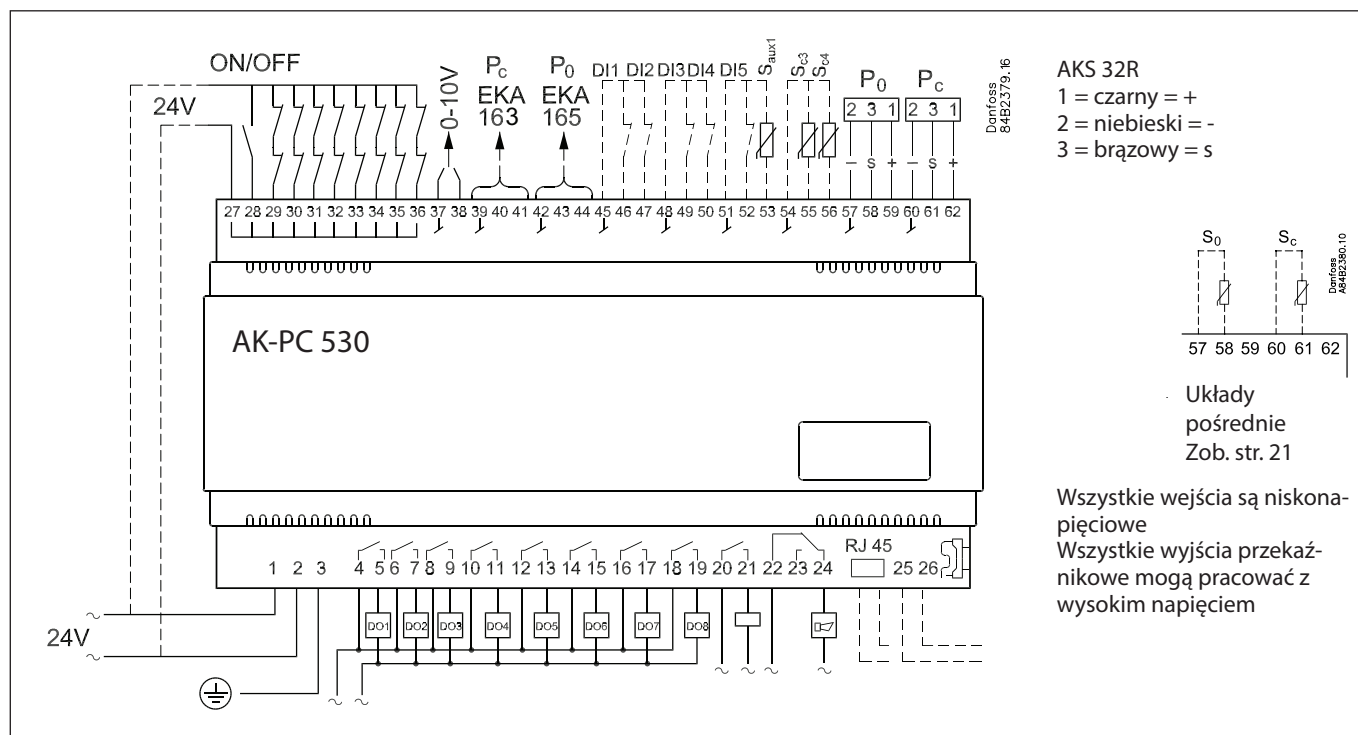 ON/OFF
24V
0-10V
Pc
EKA
163
P0
EKA
165
DI1 DI2 DI3 DI4 DI5 Saux1 Sc3 Sc4
P0 Pc
2 3 1 2 3 1
– s + – s +
Danfoss
84B2379.16
27 28 29 30 31 32 33 34 35 36 37 38 39 40 41 42 43 44 45 46 47 48 49 50 51 52 53 54 55 56 57 58 59 60 61 62
AK-PC 530
RJ 45
1 2 3 4 5 6 7 8 9 10 11 12 13 14 15 16 17 18 19 20 21 22 23 24 25 26
DO1 DO2 DO3 DO4 DO5 DO6 DO7 DO8
24V
AKS 32R
1 = czarny = +
2 = niebieski = -
3 = brązowy = s
S0 Sc
Danfoss
A84B2380.10
57 58 59 60 61 62
Układy
pośrednie
Zob. str. 21
Wszystkie wejścia są niskona-
pięciowe
Wszystkie wyjścia przekaź-
nikowe mogą pracować z
wysokim napięciem